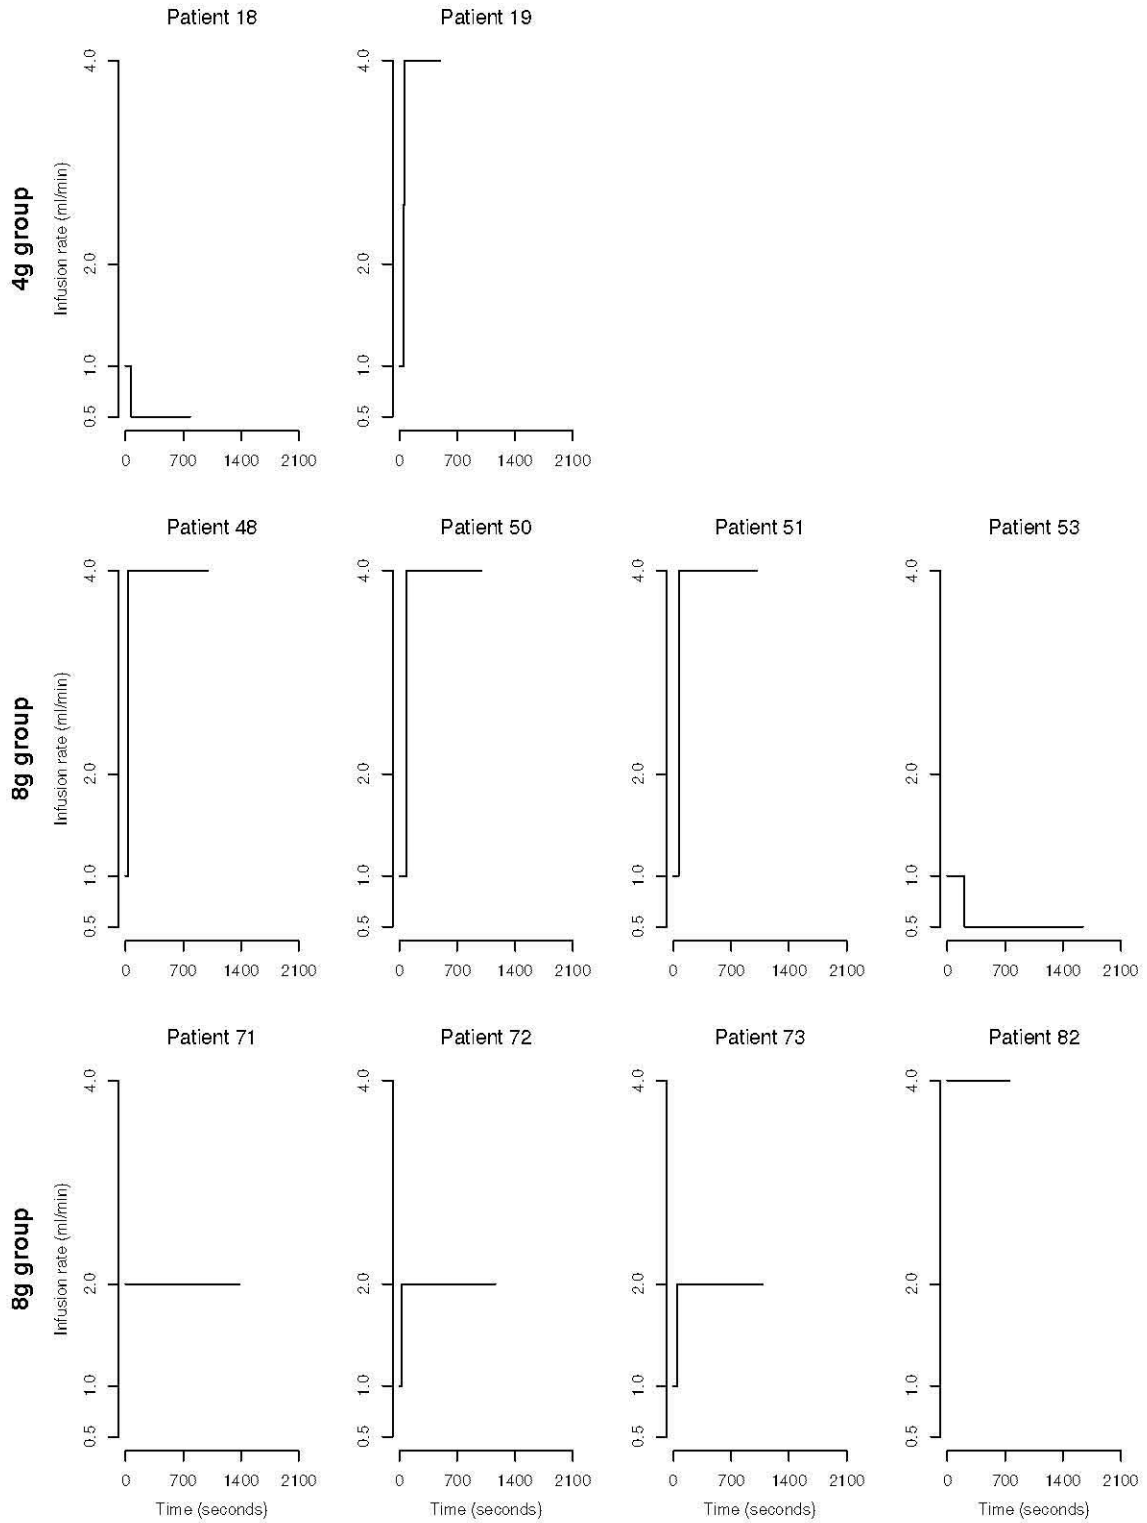 Patient 18 Patient 19
4g group
Infusion rate (ml/min)
4.0 4.0
2.0 2.0
1.0 1.0
0.5 0.5
0 700 1400 2100 0 700 1400 2100
Patient 48 Patient 50 Patient 51 Patient 53
8g group
Infusion rate (ml/min)
4.0 4.0 4.0 4.0
2.0 2.0 2.0 2.0
1.0 1.0 1.0 1.0
0.5 0.5 0.5 0.5
0 700 1400 2100 0 700 1400 2100 0 700 1400 2100 0 700 1400 2100
Patient 71 Patient 72 Patient 73 Patient 82
8g group
Infusion rate (ml/min)
4.0 4.0 4.0 4.0
2.0 2.0 2.0 2.0
1.0 1.0 1.0 1.0
0.5 0.5 0.5 0.5
0 700 1400 2100 0 700 1400 2100 0 700 1400 2100 0 700 1400 2100
Time (seconds) Time (seconds) Time (seconds) Time (seconds)